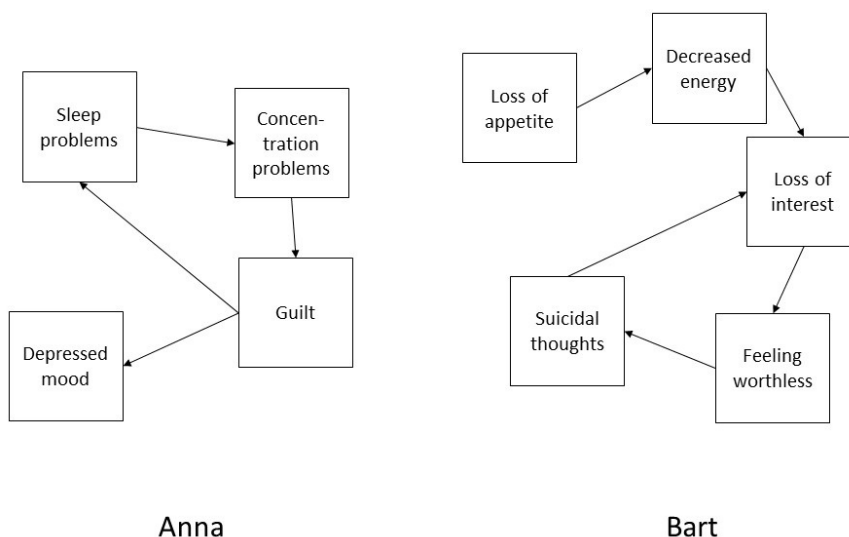 Sleep
problems
Concen-
tration
problems
Guilt
Depressed
mood
Anna
Loss of
appetite
Decreased
energy
Loss of
interest
Suicidal
thoughts
Feeling
worthless
Bart